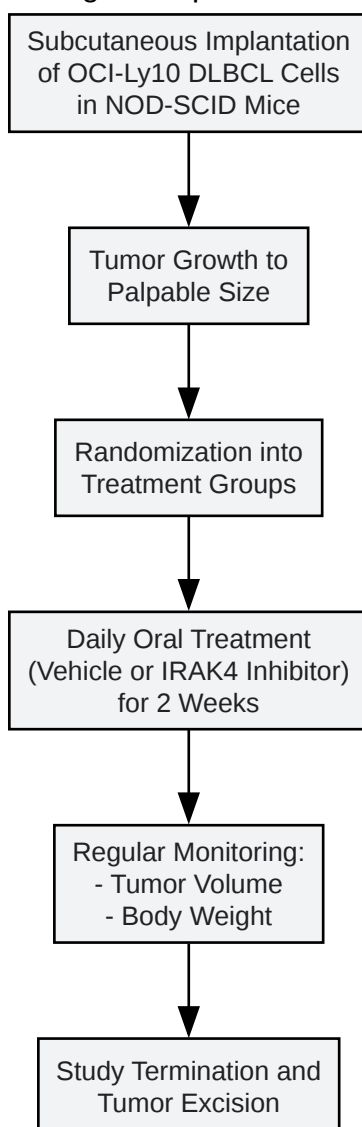 Subcutaneous Implantation
of OCI-Ly10 DLBCL Cells
in NOD-SCID Mice
Tumor Growth to
Palpable Size
Randomization into
Treatment Groups
Daily Oral Treatment
(Vehicle or IRAK4 Inhibitor)
for 2 Weeks
Regular Monitoring:
- Tumor Volume
- Body Weight
Study Termination and
Tumor Excision